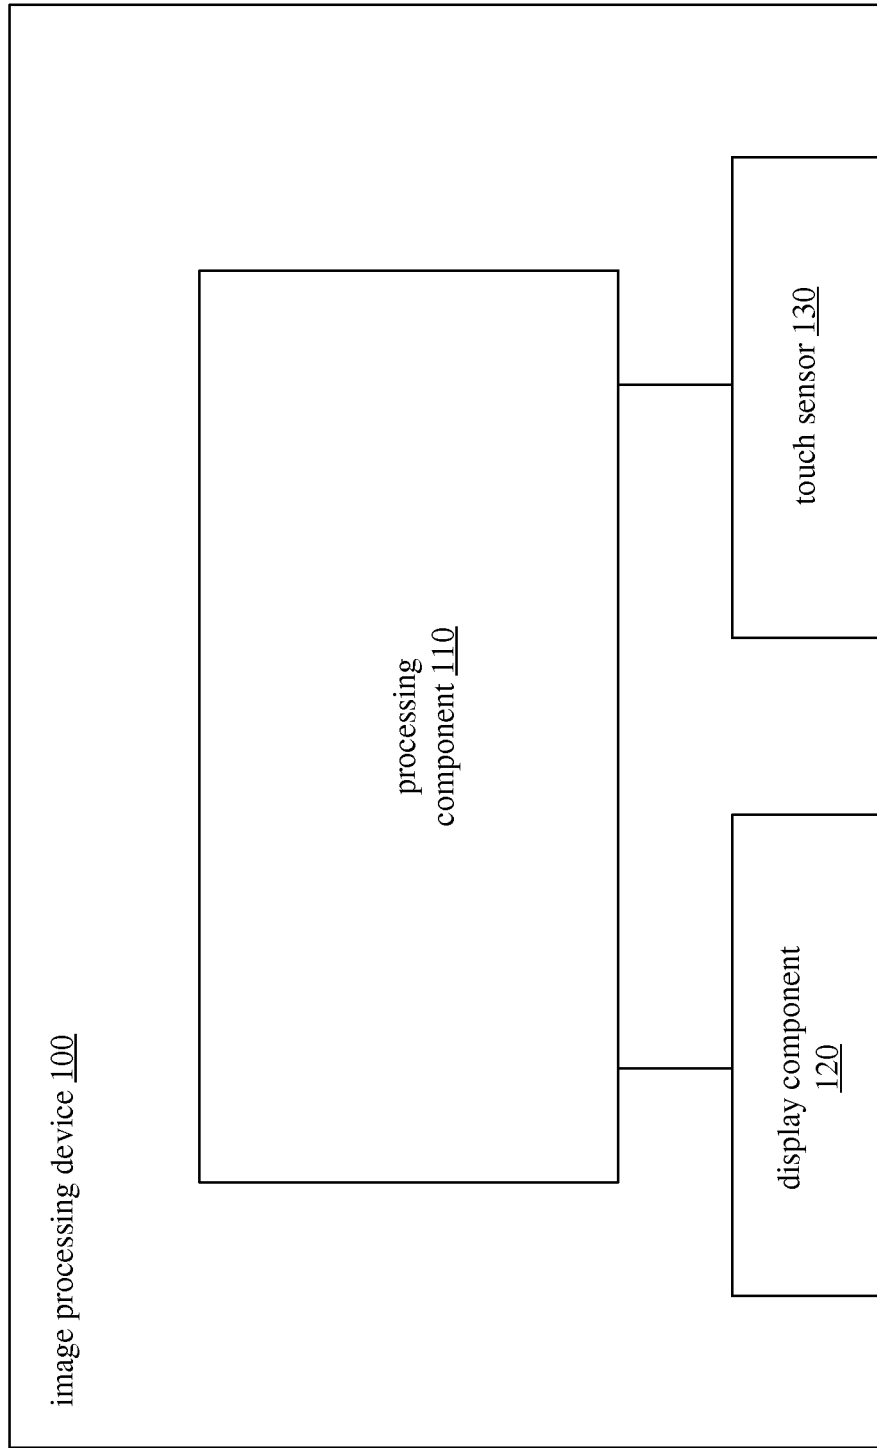 image processing device 100
processing
component 110
display component
120
touch sensor 130